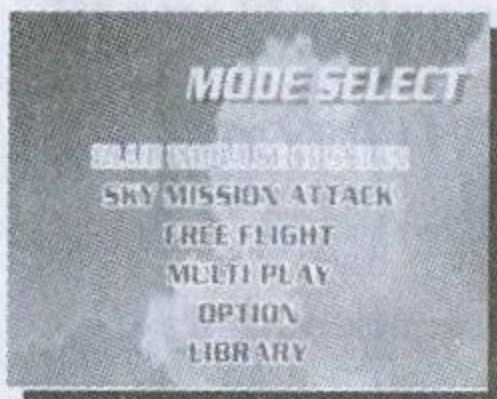 MODE SELECT
SKY MISSION ATTACK
FREE FLIGHT
MULTI PLAY
OPTION
LIBRARY